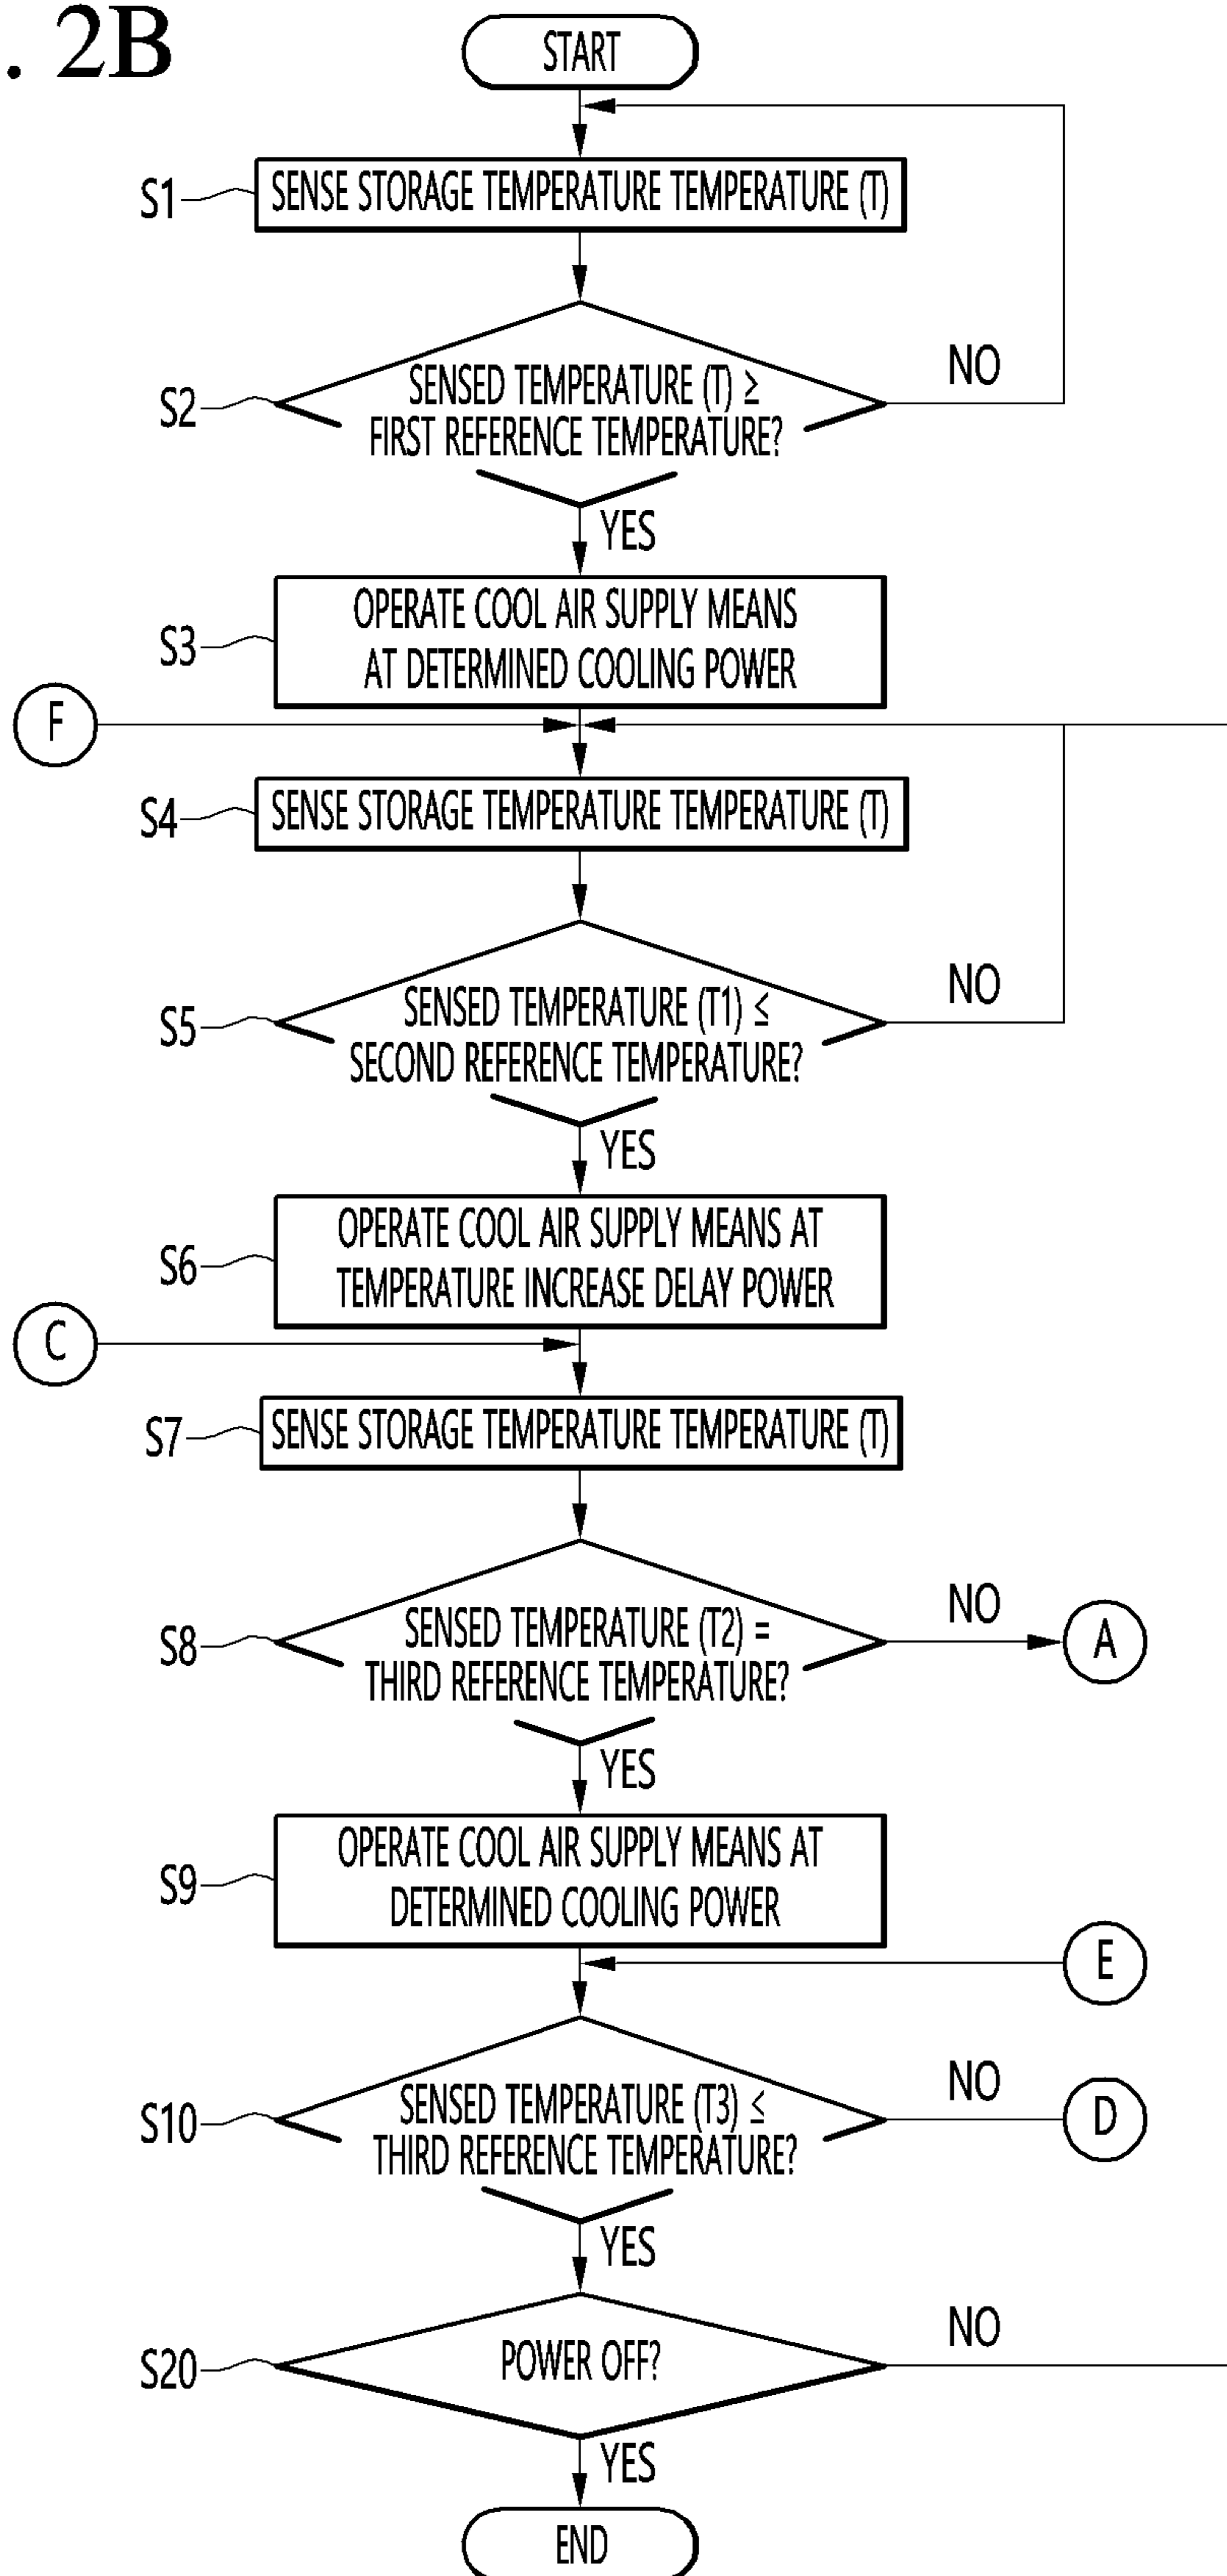 . 2B
START
S1
SENSE STORAGE TEMPERATURE TEMPERATURE (T)
S2
SENSED TEMPERATURE (T) ≥
FIRST REFERENCE TEMPERATURE?
NO
YES
S3
OPERATE COOL AIR SUPPLY MEANS
AT DETERMINED COOLING POWER
F
S4
SENSE STORAGE TEMPERATURE TEMPERATURE (T)
S5
SENSED TEMPERATURE (T1) ≤
SECOND REFERENCE TEMPERATURE?
NO
YES
S6
OPERATE COOL AIR SUPPLY MEANS AT
TEMPERATURE INCREASE DELAY POWER
C
S7
SENSE STORAGE TEMPERATURE TEMPERATURE (T)
S8
SENSED TEMPERATURE (T2) =
THIRD REFERENCE TEMPERATURE?
NO
A
YES
S9
OPERATE COOL AIR SUPPLY MEANS AT
DETERMINED COOLING POWER
E
S10
SENSED TEMPERATURE (T3) ≤
THIRD REFERENCE TEMPERATURE?
NO
D
YES
S20
POWER OFF?
NO
YES
END